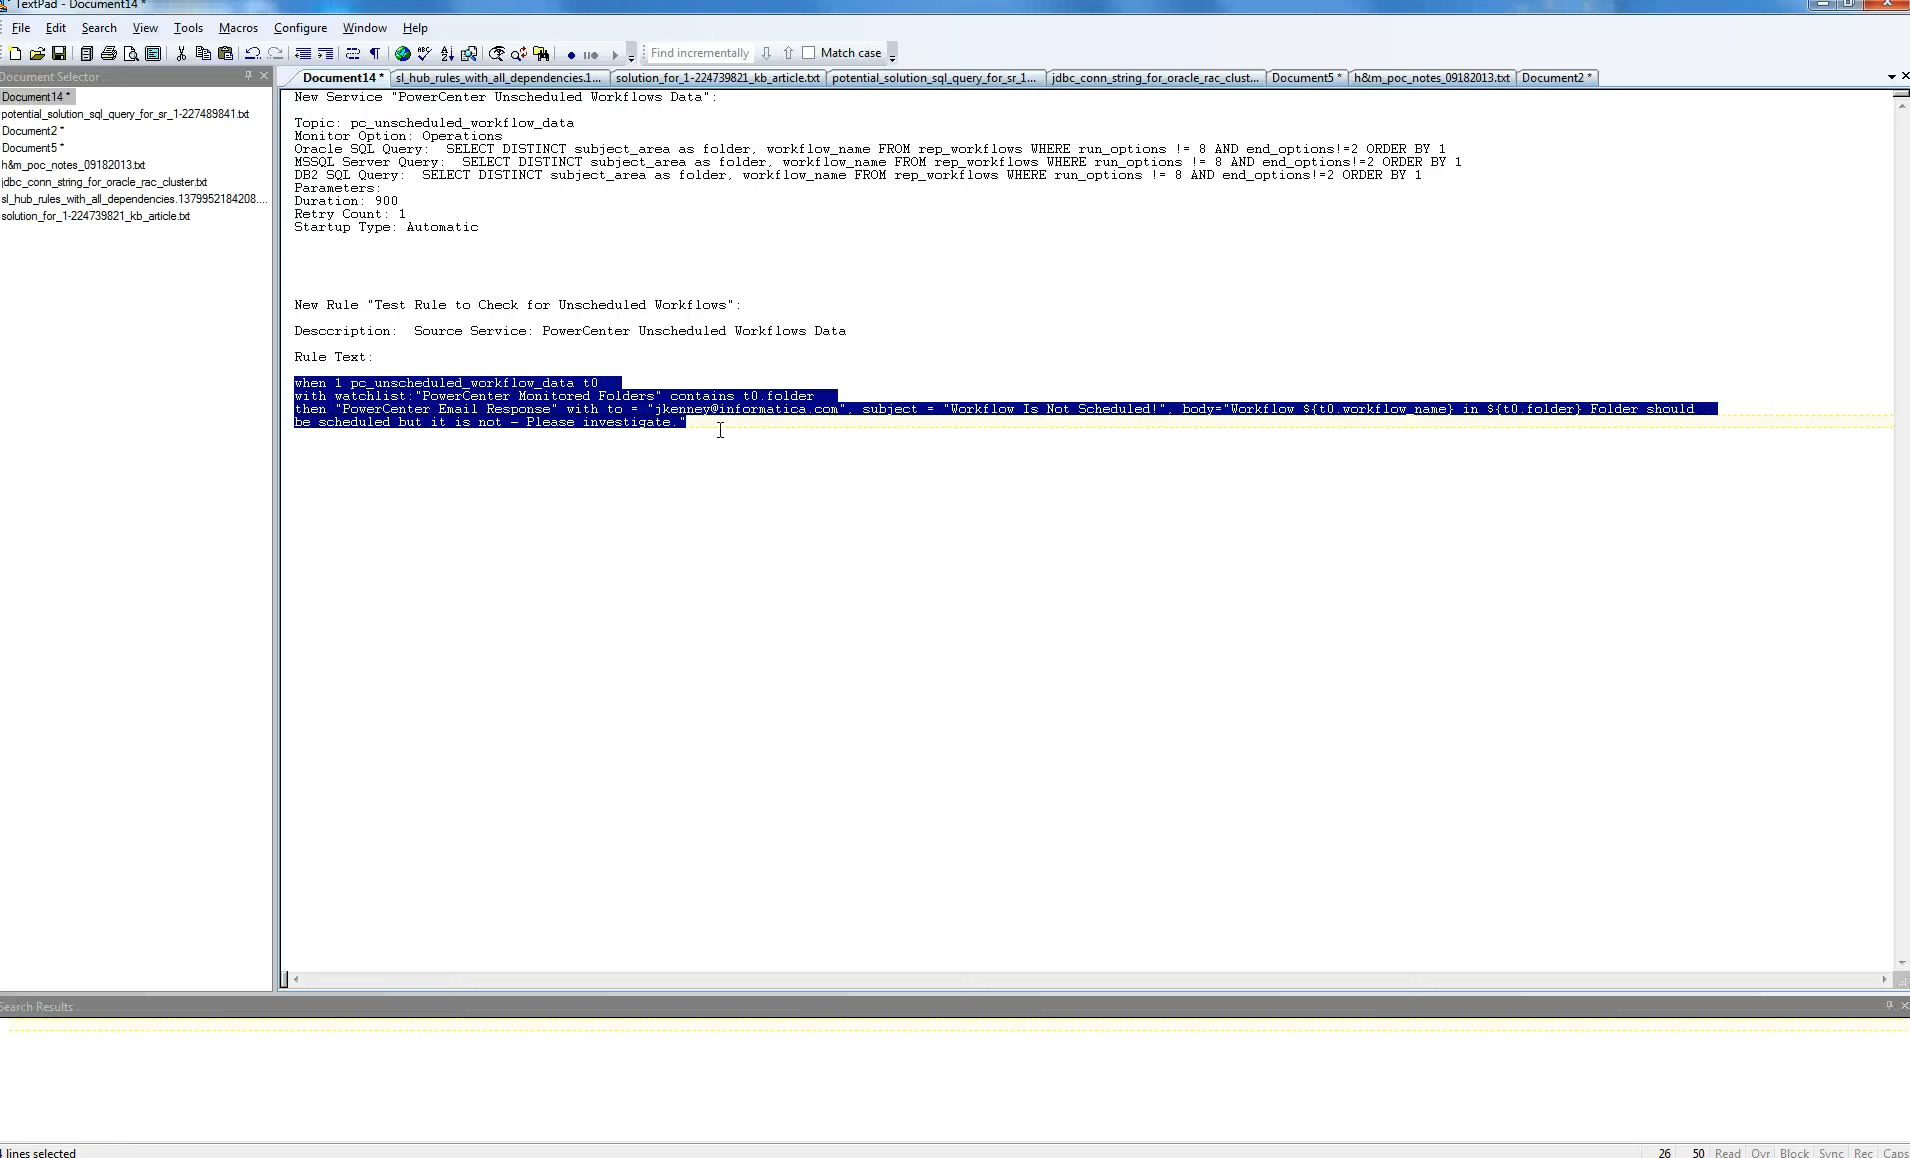 TextPad - Document14 *
File Edit Search View Tools Macros Configure Window Help
Find incrementally Match case
Document Selector
Document14 * sl_hub_rules_with_all_dependencies.1... solution_for_1-224739821_kb_article.txt potential_solution_sql_query_for_sr_1... jdbc_conn_string_for_oracle_rac_clust... Document5 * h&m_poc_notes_09182013.txt Document2 *
Document14 *
potential_solution_sql_query_for_sr_1-227489841.txt
Document2 *
Document5 *
h&m_poc_notes_09182013.txt
jdbc_conn_string_for_oracle_rac_cluster.txt
sl_hub_rules_with_all_dependencies.1379952184208....
solution_for_1-224739821_kb_article.txt
New Service "PowerCenter Unscheduled Workflows Data":
Topic: pc_unscheduled_workflow_data
Monitor Option: Operations
Oracle SQL Query:  SELECT DISTINCT subject_area as folder, workflow_name FROM rep_workflows WHERE run_options != 8 AND end_options!=2 ORDER BY 1
MSSQL Server Query:  SELECT DISTINCT subject_area as folder, workflow_name FROM rep_workflows WHERE run_options != 8 AND end_options!=2 ORDER BY 1
DB2 SQL Query:  SELECT DISTINCT subject_area as folder, workflow_name FROM rep_workflows WHERE run_options != 8 AND end_options!=2 ORDER BY 1
Parameters:
Duration: 900
Retry Count: 1
Startup Type: Automatic
New Rule "Test Rule to Check for Unscheduled Workflows":
Desccription:  Source Service: PowerCenter Unscheduled Workflows Data
Rule Text:
when 1 pc_unscheduled_workflow_data t0
with watchlist:"PowerCenter Monitored Folders" contains t0.folder
then "PowerCenter Email Response" with to = "jkenney@informatica.com", subject = "Workflow Is Not Scheduled!", body="Workflow ${t0.workflow_name} in ${t0.folder} Folder should
be scheduled but it is not – Please investigate."
Search Results
4 lines selected
26 50 Read Ovr Block Sync Rec Caps